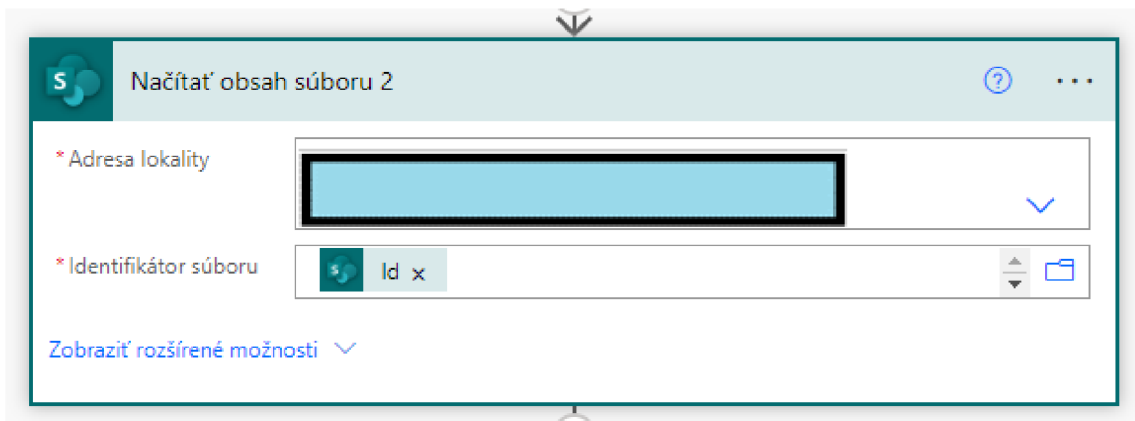 S
Načítať obsah súboru 2
* Adresa lokality
* Identifikátor súboru
S
Id x
Zobraziť rozšírené možnosti